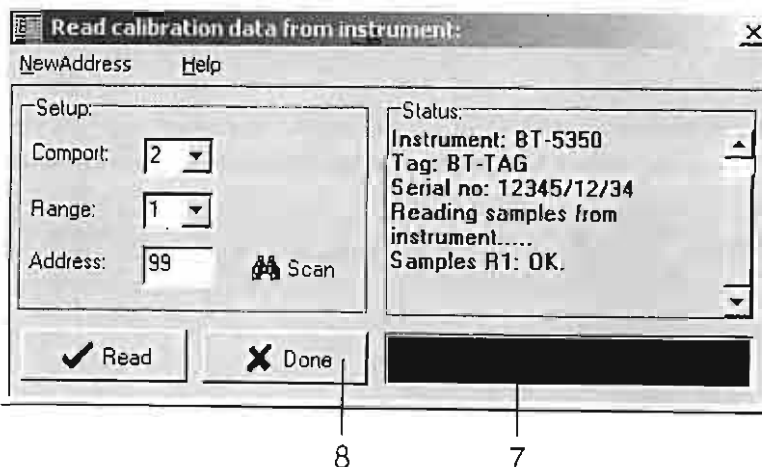 Read calibration data from instrument:
NewAddress Help
Setup:
Comport: 2
Range: 1
Address: 99
Scan
Read
Done
Status:
Instrument: BT-5350
Tag: BT-TAG
Serial no: 12345/12/34
Reading samples from
instrument.....
Samples R1: OK.
8
7